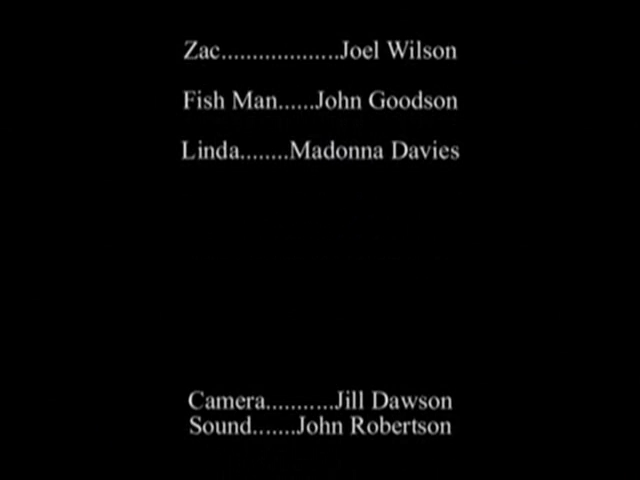 Zac...................Joel Wilson
Fish Man......John Goodson
Linda........Madonna Davies
Camera...........Jill Dawson
Sound.......John Robertson